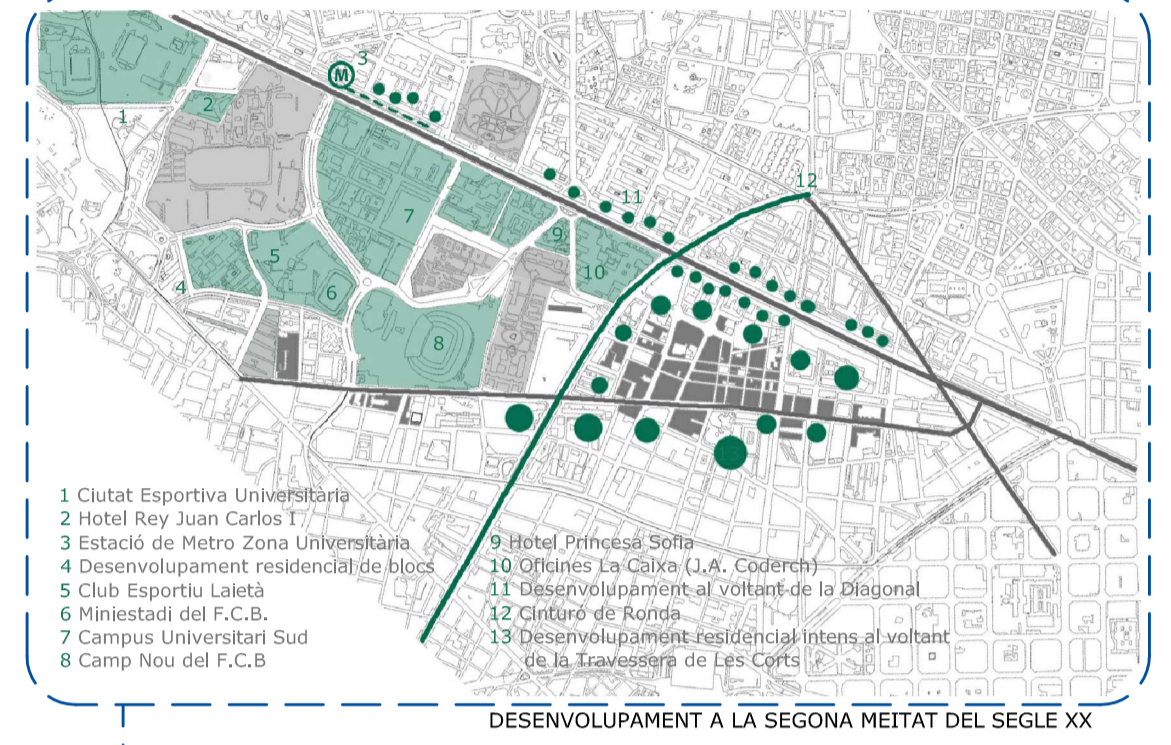 3
M
2
1
12
11
7
9
5
10
4
6
8
13
1 Ciutat Esportiva Universitària
2 Hotel Rey Juan Carlos I
3 Estació de Metro Zona Universitària
4 Desenvolupament residencial de blocs
5 Club Esportiu Laietà
6 Miniestadi del F.C.B.
7 Campus Universitari Sud
8 Camp Nou del F.C.B
9 Hotel Princesa Sofia
10 Oficines La Caixa (J.A. Coderch)
11 Desenvolupament al voltant de la Diagonal
12 Cinturó de Ronda
13 Desenvolupament residencial intens al voltant
de la Travessera de Les Corts
DESENVOLUPAMENT A LA SEGONA MEITAT DEL SEGLE XX